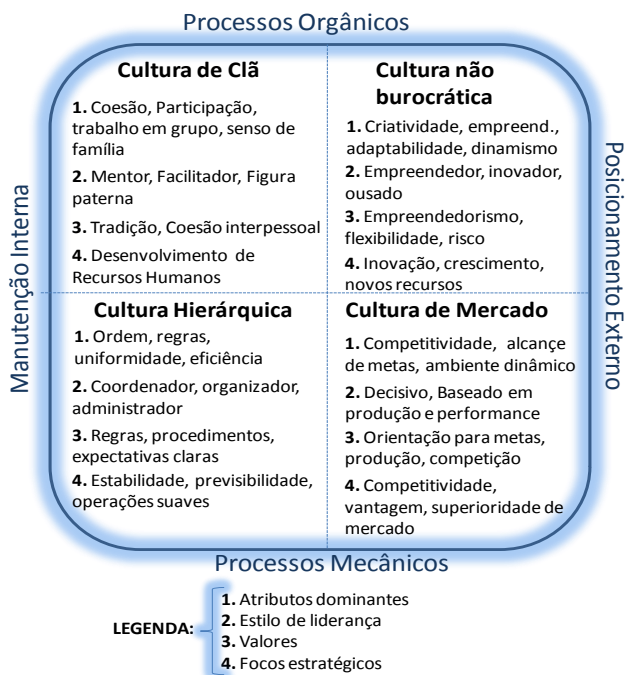 Processos Orgânicos
Manutenção Interna
Cultura de Clã
1. Coesão, Participação,
trabalho em grupo, senso de
família
2. Mentor, Facilitador, Figura
paterna
3. Tradição, Coesão interpessoal
4. Desenvolvimento de
Recursos Humanos
Cultura não
burocrática
1. Criatividade, empreend.,
adaptabilidade, dinamismo
2. Empreendedor, inovador,
ousado
3. Empreendedorismo,
flexibilidade, risco
4. Inovação, crescimento,
novos recursos
Posicionamento Externo
Cultura Hierárquica
1. Ordem, regras,
uniformidade, eficiência
2. Coordenador, organizador,
administrador
3. Regras, procedimentos,
expectativas claras
4. Estabilidade, previsibilidade,
operações suaves
Cultura de Mercado
1. Competitividade, alcançe
de metas, ambiente dinâmico
2. Decisivo, Baseado em
produção e performance
3. Orientação para metas,
produção, competição
4. Competitividade,
vantagem, superioridade de
mercado
Processos Mecânicos
LEGENDA:
1. Atributos dominantes
2. Estilo de liderança
3. Valores
4. Focos estratégicos